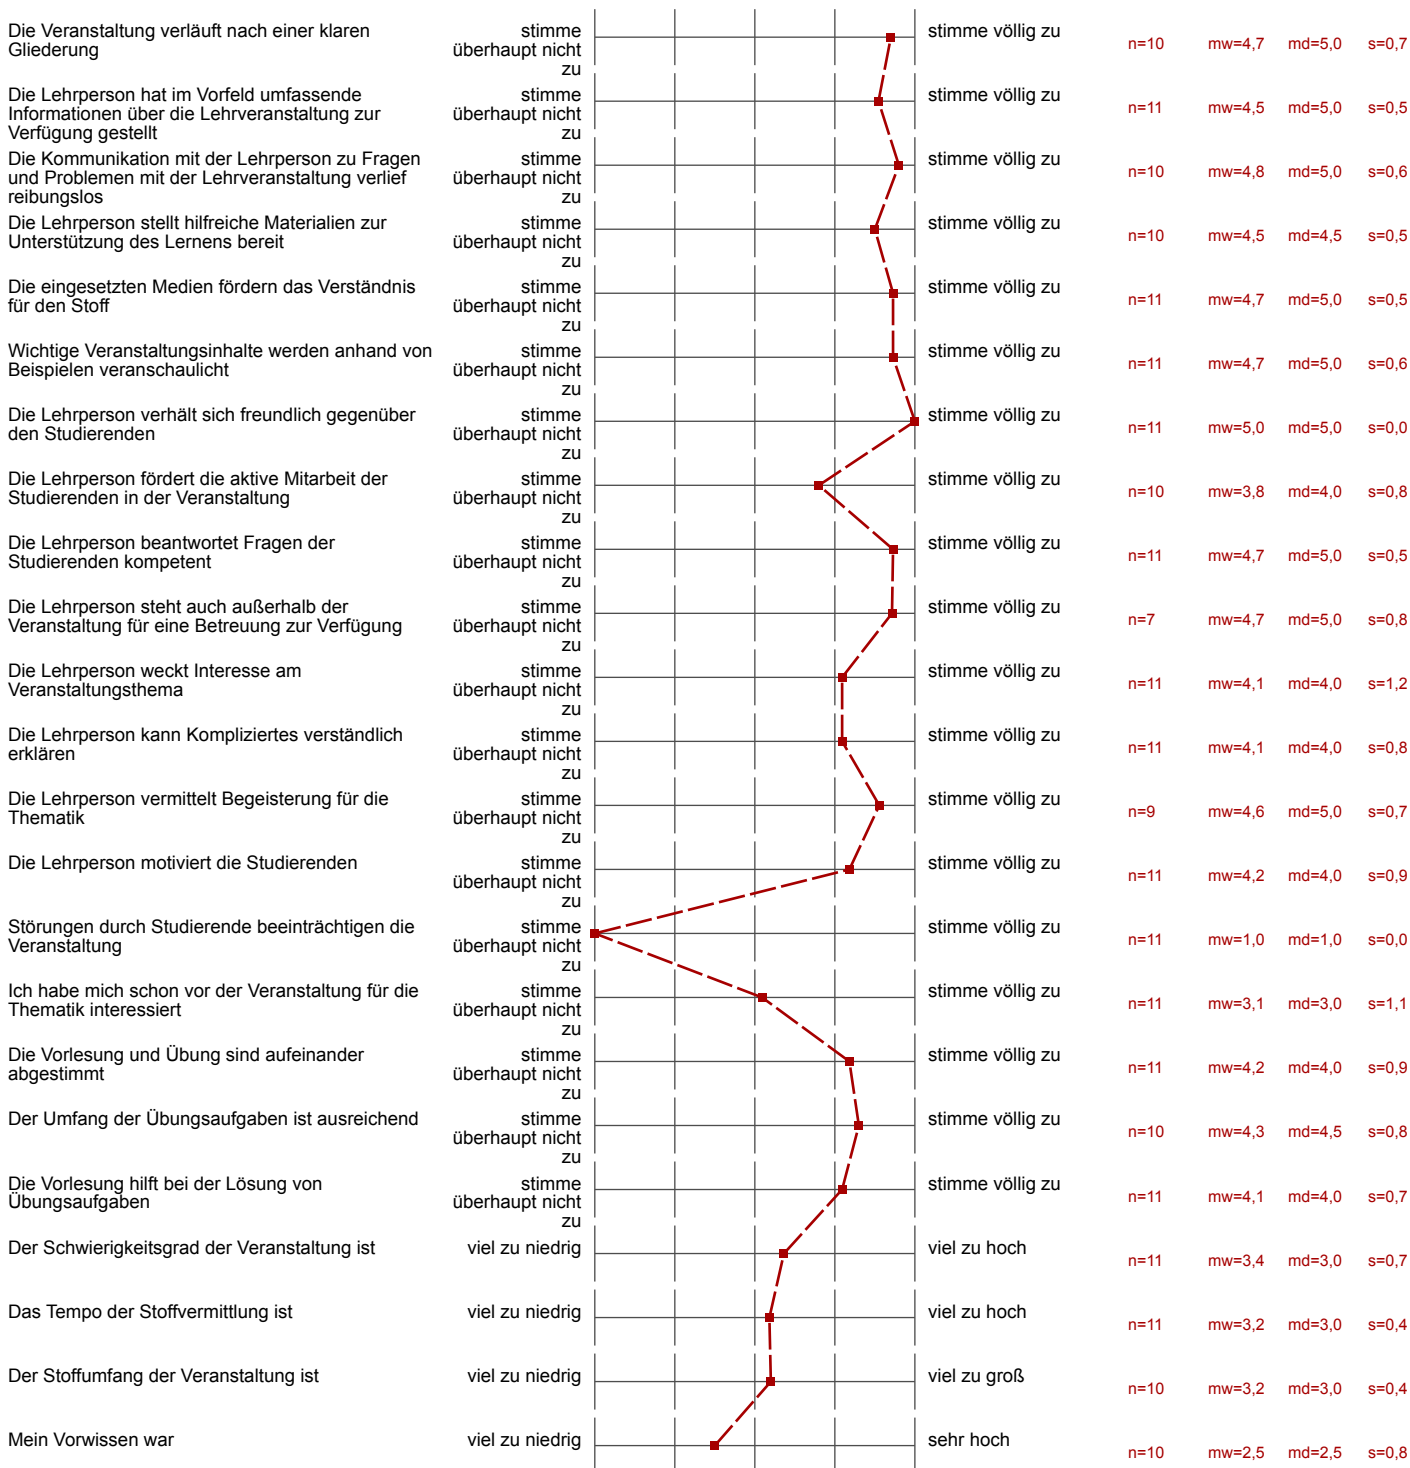 Die Veranstaltung verläuft nach einer klaren
Gliederung
stimme
überhaupt nicht
zu
stimme völlig zu
n=10 mw=4,7 md=5,0 s=0,7
Die Lehrperson hat im Vorfeld umfassende
Informationen über die Lehrveranstaltung zur
Verfügung gestellt
stimme
überhaupt nicht
zu
stimme völlig zu
n=11 mw=4,5 md=5,0 s=0,5
Die Kommunikation mit der Lehrperson zu Fragen
und Problemen mit der Lehrveranstaltung verlief
reibungslos
stimme
überhaupt nicht
zu
stimme völlig zu
n=10 mw=4,8 md=5,0 s=0,6
Die Lehrperson stellt hilfreiche Materialien zur
Unterstützung des Lernens bereit
stimme
überhaupt nicht
zu
stimme völlig zu
n=10 mw=4,5 md=4,5 s=0,5
Die eingesetzten Medien fördern das Verständnis
für den Stoff
stimme
überhaupt nicht
zu
stimme völlig zu
n=11 mw=4,7 md=5,0 s=0,5
Wichtige Veranstaltungsinhalte werden anhand von
Beispielen veranschaulicht
stimme
überhaupt nicht
zu
stimme völlig zu
n=11 mw=4,7 md=5,0 s=0,6
Die Lehrperson verhält sich freundlich gegenüber
den Studierenden
stimme
überhaupt nicht
zu
stimme völlig zu
n=11 mw=5,0 md=5,0 s=0,0
Die Lehrperson fördert die aktive Mitarbeit der
Studierenden in der Veranstaltung
stimme
überhaupt nicht
zu
stimme völlig zu
n=10 mw=3,8 md=4,0 s=0,8
Die Lehrperson beantwortet Fragen der
Studierenden kompetent
stimme
überhaupt nicht
zu
stimme völlig zu
n=11 mw=4,7 md=5,0 s=0,5
Die Lehrperson steht auch außerhalb der
Veranstaltung für eine Betreuung zur Verfügung
stimme
überhaupt nicht
zu
stimme völlig zu
n=7 mw=4,7 md=5,0 s=0,8
Die Lehrperson weckt Interesse am
Veranstaltungsthema
stimme
überhaupt nicht
zu
stimme völlig zu
n=11 mw=4,1 md=4,0 s=1,2
Die Lehrperson kann Kompliziertes verständlich
erklären
stimme
überhaupt nicht
zu
stimme völlig zu
n=11 mw=4,1 md=4,0 s=0,8
Die Lehrperson vermittelt Begeisterung für die
Thematik
stimme
überhaupt nicht
zu
stimme völlig zu
n=9 mw=4,6 md=5,0 s=0,7
Die Lehrperson motiviert die Studierenden
stimme
überhaupt nicht
zu
stimme völlig zu
n=11 mw=4,2 md=4,0 s=0,9
Störungen durch Studierende beeinträchtigen die
Veranstaltung
stimme
überhaupt nicht
zu
stimme völlig zu
n=11 mw=1,0 md=1,0 s=0,0
Ich habe mich schon vor der Veranstaltung für die
Thematik interessiert
stimme
überhaupt nicht
zu
stimme völlig zu
n=11 mw=3,1 md=3,0 s=1,1
Die Vorlesung und Übung sind aufeinander
abgestimmt
stimme
überhaupt nicht
zu
stimme völlig zu
n=11 mw=4,2 md=4,0 s=0,9
Der Umfang der Übungsaufgaben ist ausreichend
stimme
überhaupt nicht
zu
stimme völlig zu
n=10 mw=4,3 md=4,5 s=0,8
Die Vorlesung hilft bei der Lösung von
Übungsaufgaben
stimme
überhaupt nicht
zu
stimme völlig zu
n=11 mw=4,1 md=4,0 s=0,7
Der Schwierigkeitsgrad der Veranstaltung ist
viel zu niedrig
viel zu hoch
n=11 mw=3,4 md=3,0 s=0,7
Das Tempo der Stoffvermittlung ist
viel zu niedrig
viel zu hoch
n=11 mw=3,2 md=3,0 s=0,4
Der Stoffumfang der Veranstaltung ist
viel zu niedrig
viel zu groß
n=10 mw=3,2 md=3,0 s=0,4
Mein Vorwissen war
viel zu niedrig
sehr hoch
n=10 mw=2,5 md=2,5 s=0,8